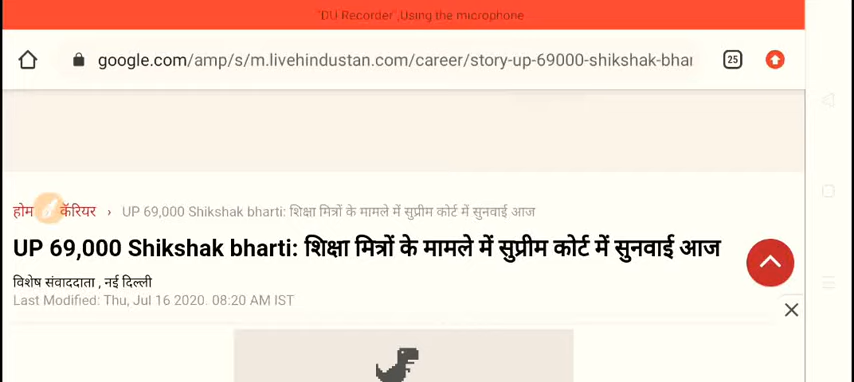 "DU Recorder",Using the microphone
google.com/amp/s/m.livehindustan.com/career/story-up-69000-shikshak-bhar
25
होम कॅरियर › UP 69,000 Shikshak bharti: शिक्षा मित्रों के मामले में सुप्रीम कोर्ट में सुनवाई आज
UP 69,000 Shikshak bharti: शिक्षा मित्रों के मामले में सुप्रीम कोर्ट में सुनवाई आज
विशेष संवाददाता , नई दिल्ली
Last Modified: Thu, Jul 16 2020. 08:20 AM IST